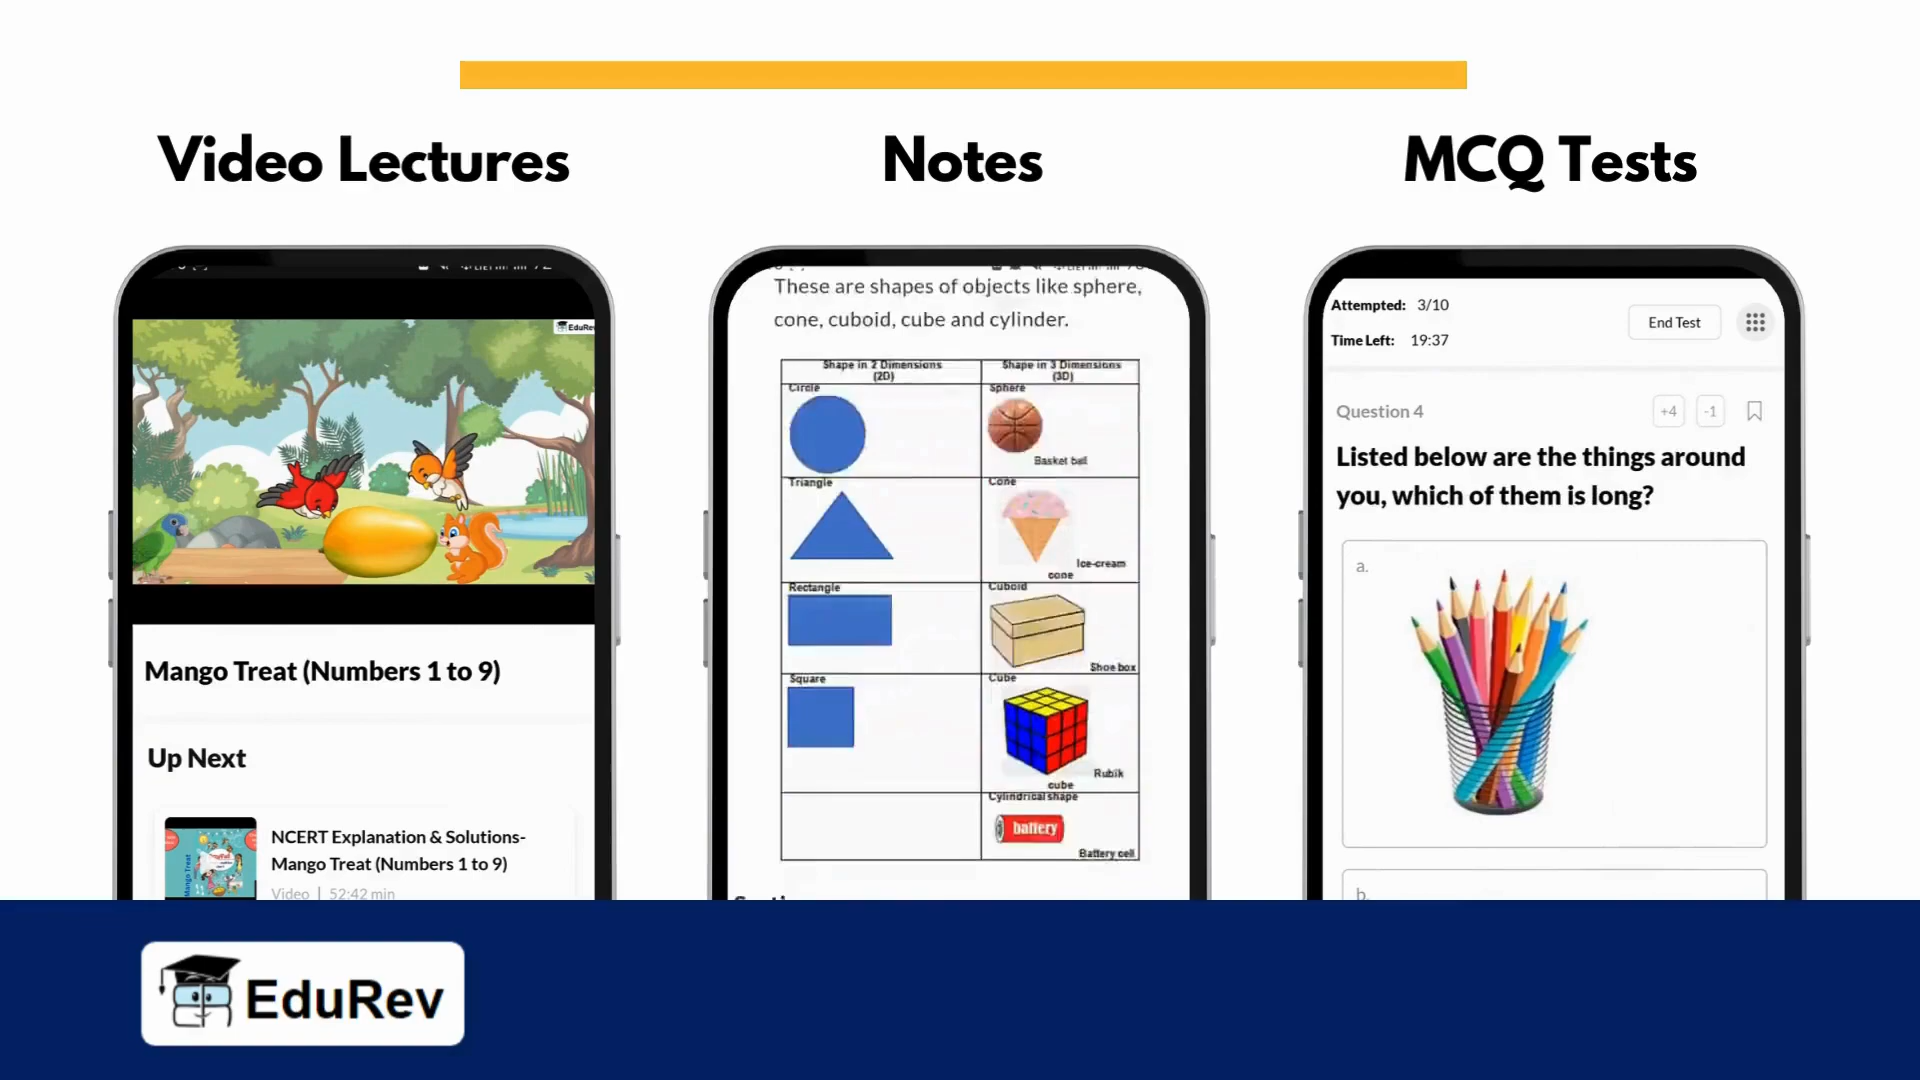 Video Lectures
Notes
MCQ Tests
EduRev
Mango Treat (Numbers 1 to 9)
Up Next
NCERT Explanation & Solutions-
Mango Treat (Numbers 1 to 9)
Video | 52:42 min
These are shapes of objects like sphere,
cone, cuboid, cube and cylinder.
Shape in 2 Dimensions
(2D)
Shape in 3 Dimensions
(3D)
Circle
Sphere
Basket ball
Triangle
Cone
Ice-cream
cone
Rectangle
Cuboid
Shoe box
Square
Cube
Rubik
cube
Cylindrical shape
battery
Battery cell
Attempted: 3/10
End Test
Time Left: 19:37
Question 4
+4
-1
Listed below are the things around
you, which of them is long?
a.
b.
EduRev